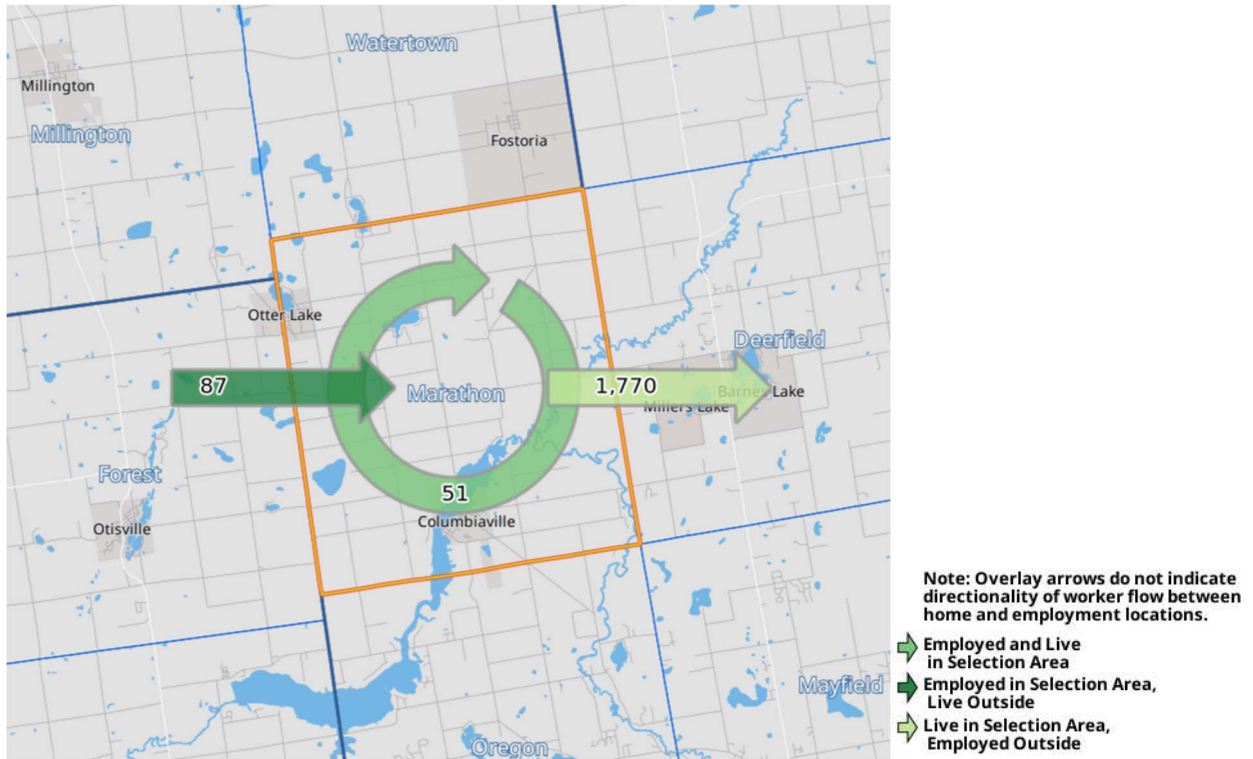 Watertown
Millington
Millington
Fostoria
Otter Lake
Deerfield
87
1,770
Marathon
Barnes Lake
Millers Lake
Forest
51
Otisville
Columbiaville
Mayfield
Oregon
Note: Overlay arrows do not indicate
directionality of worker flow between
home and employment locations.
Employed and Live
in Selection Area
Employed in Selection Area,
Live Outside
Live in Selection Area,
Employed Outside